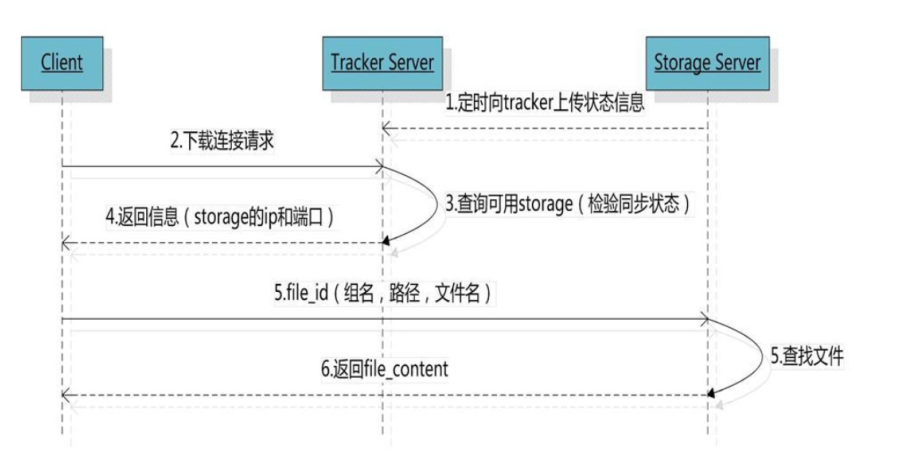 Client
Tracker Server
Storage Server
1.定时向tracker上传状态信息
2.下载连接请求
3.查询可用storage（检验同步状态）
4.返回信息（storage的ip和端口）
5.file_id（组名，路径，文件名）
5.查找文件
6.返回file_content